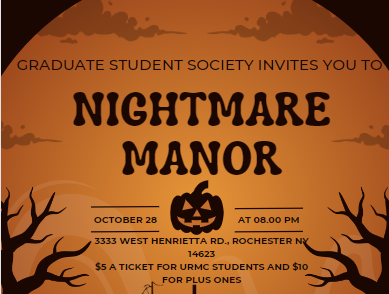 GRADUATE STUDENT SOCIETY INVITES YOU TO
NIGHTMARE
MANOR
OCTOBER 28
AT 08.00 PM
3333 WEST HENRIETTA RD., ROCHESTER NY
14623
$5 A TICKET FOR URMC STUDENTS AND $10
FOR PLUS ONES